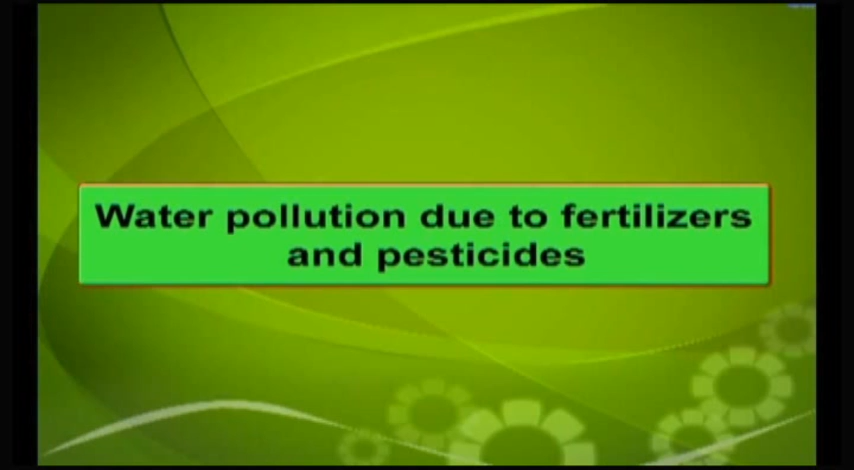 Water pollution due to fertilizers
and pesticides